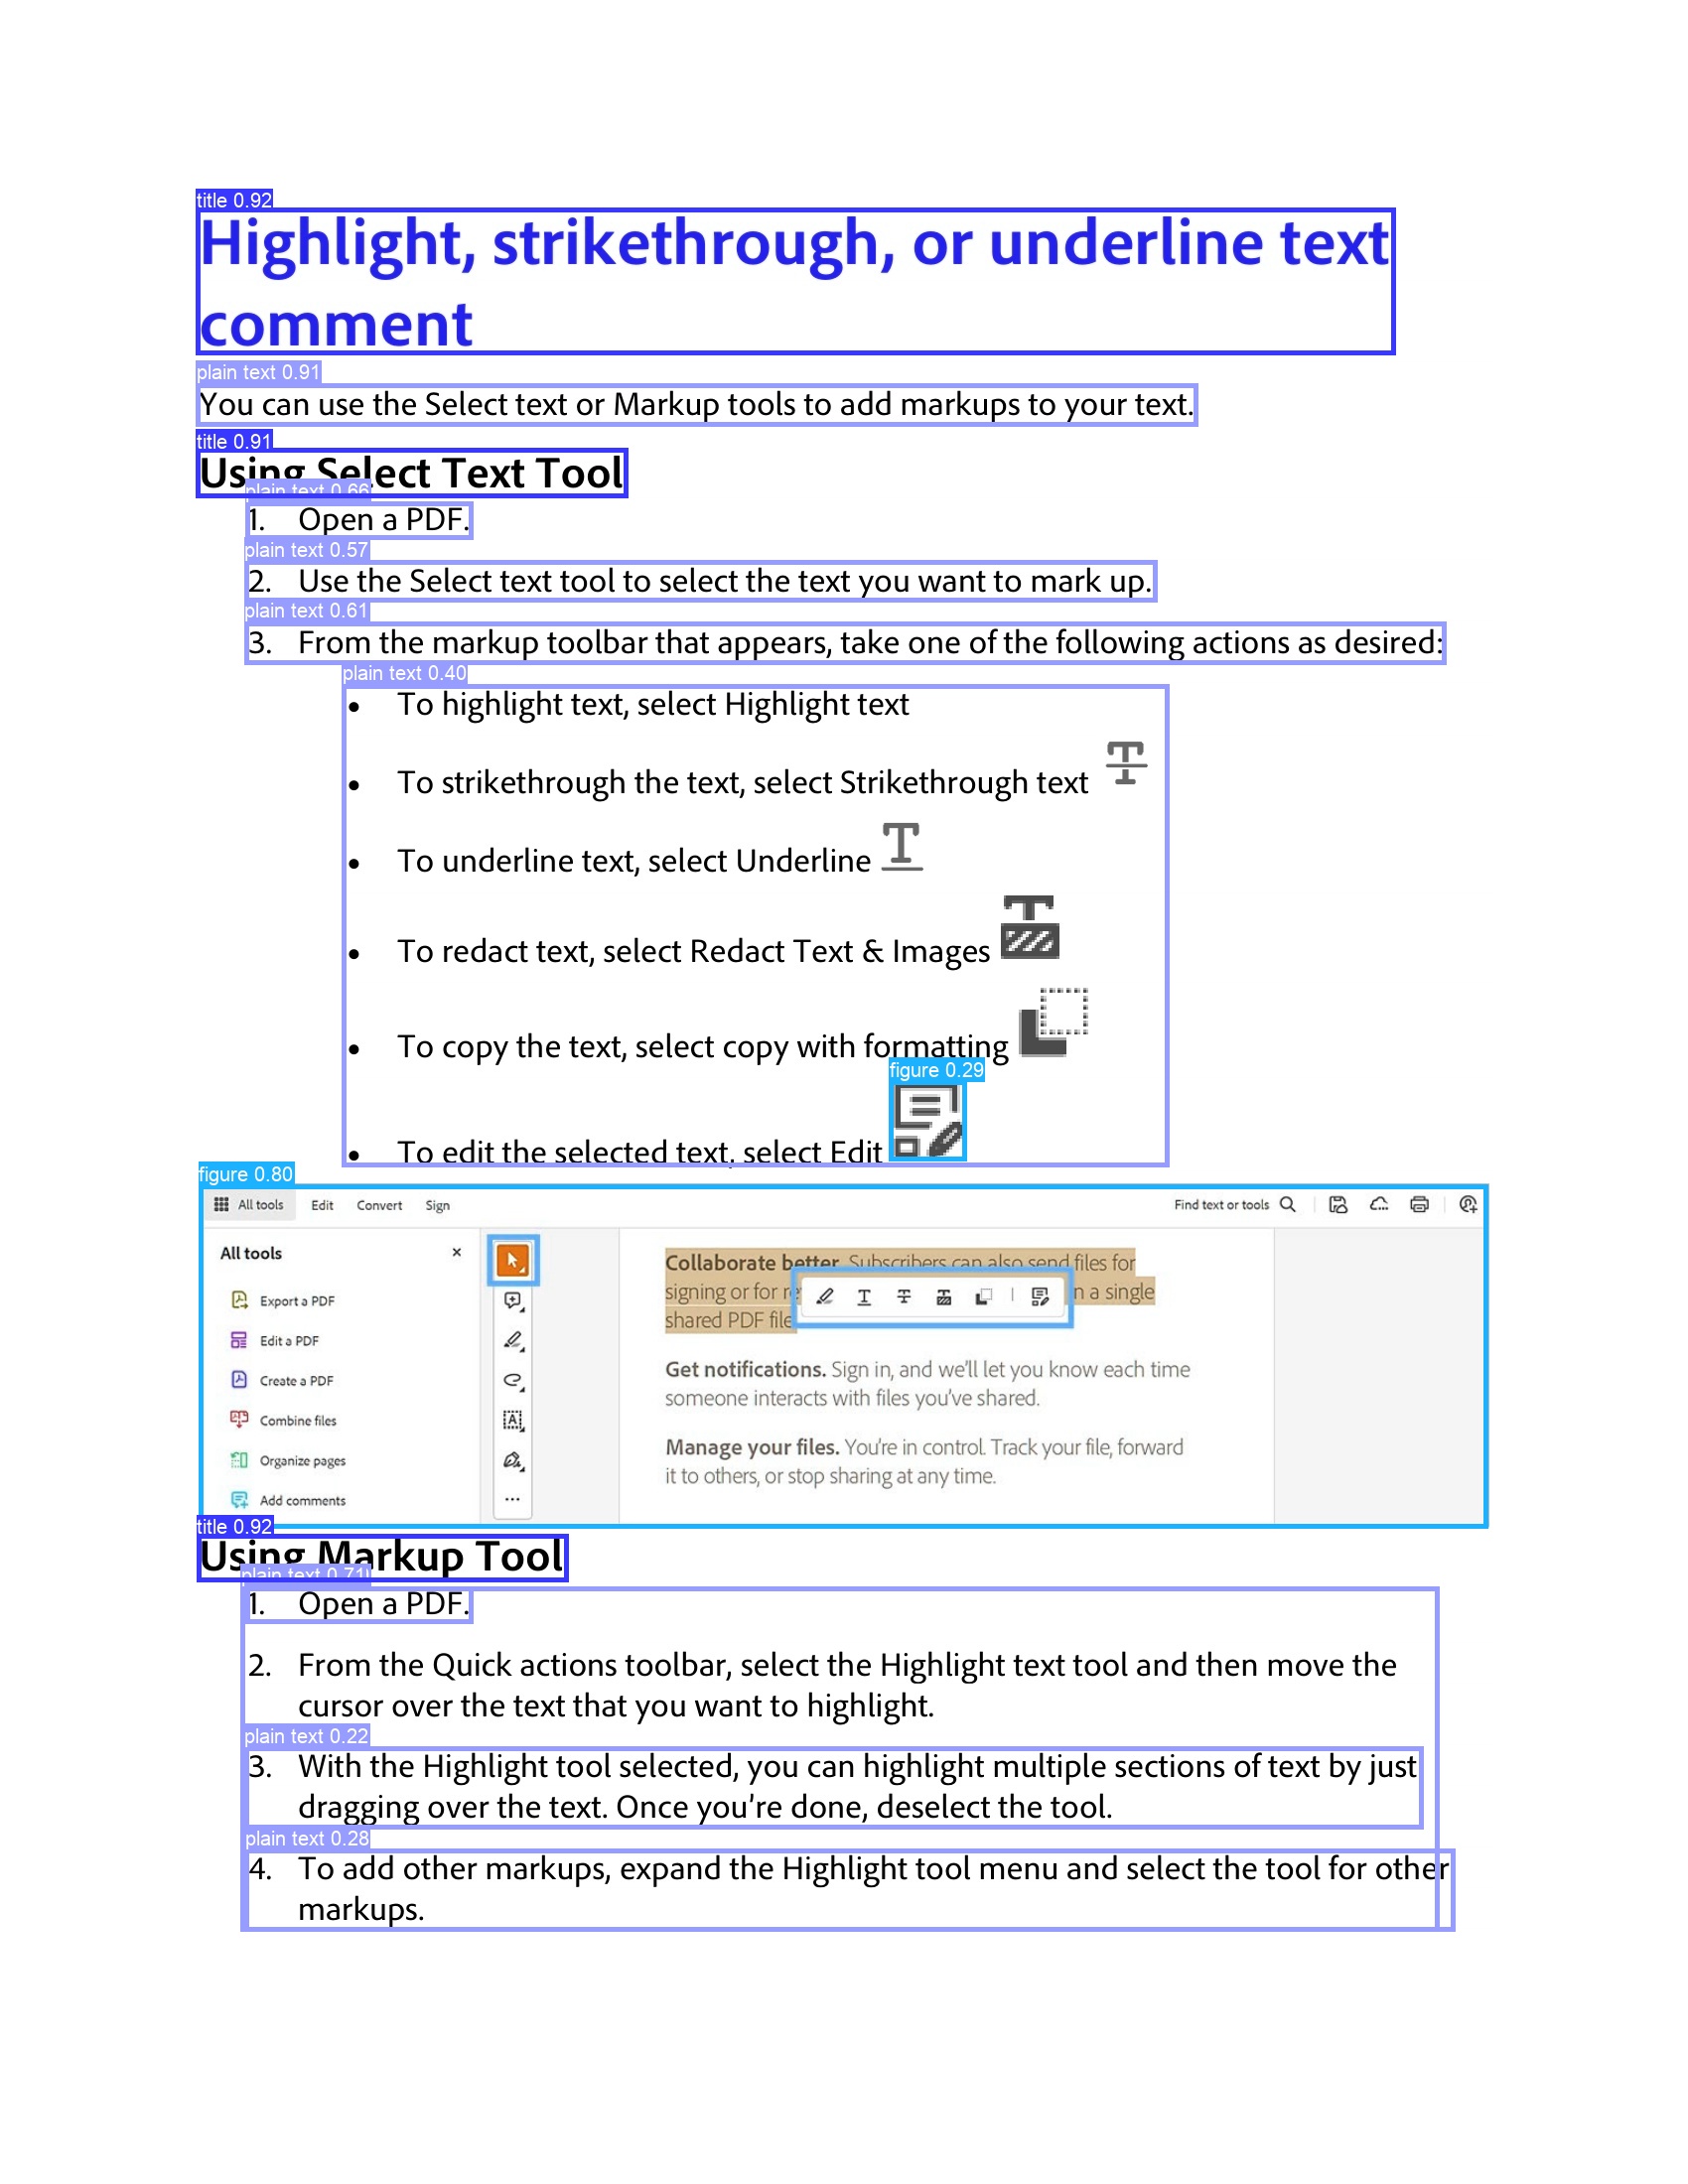 title 0.92
Highlight, strikethrough, or underline text
comment
plain text 0.91
You can use the Select text or Markup tools to add markups to your text.
title 0.91
Using Select Text Tool
plain text 0.66
1. Open a PDF.
plain text 0.57
2. Use the Select text tool to select the text you want to mark up.
plain text 0.61
3. From the markup toolbar that appears, take one of the following actions as desired:
plain text 0.40
• To highlight text, select Highlight text
• To strikethrough the text, select Strikethrough text
• To underline text, select Underline
• To redact text, select Redact Text & Images
• To copy the text, select copy with formatting
figure 0.29
• To edit the selected text, select Edit
figure 0.80
All tools Edit Convert Sign Find text or tools
All tools ×
Export a PDF
Edit a PDF
Create a PDF
Combine files
Organize pages
Add comments
Collaborate better. Subscribers can also send files for
signing or for re n a single
shared PDF file
Get notifications. Sign in, and we'll let you know each time
someone interacts with files you've shared.
Manage your files. You're in control. Track your file, forward
it to others, or stop sharing at any time.
title 0.92
Using Markup Tool
plain text 0.71
1. Open a PDF.
2. From the Quick actions toolbar, select the Highlight text tool and then move the
cursor over the text that you want to highlight.
plain text 0.22
3. With the Highlight tool selected, you can highlight multiple sections of text by just
dragging over the text. Once you're done, deselect the tool.
plain text 0.28
4. To add other markups, expand the Highlight tool menu and select the tool for other
markups.